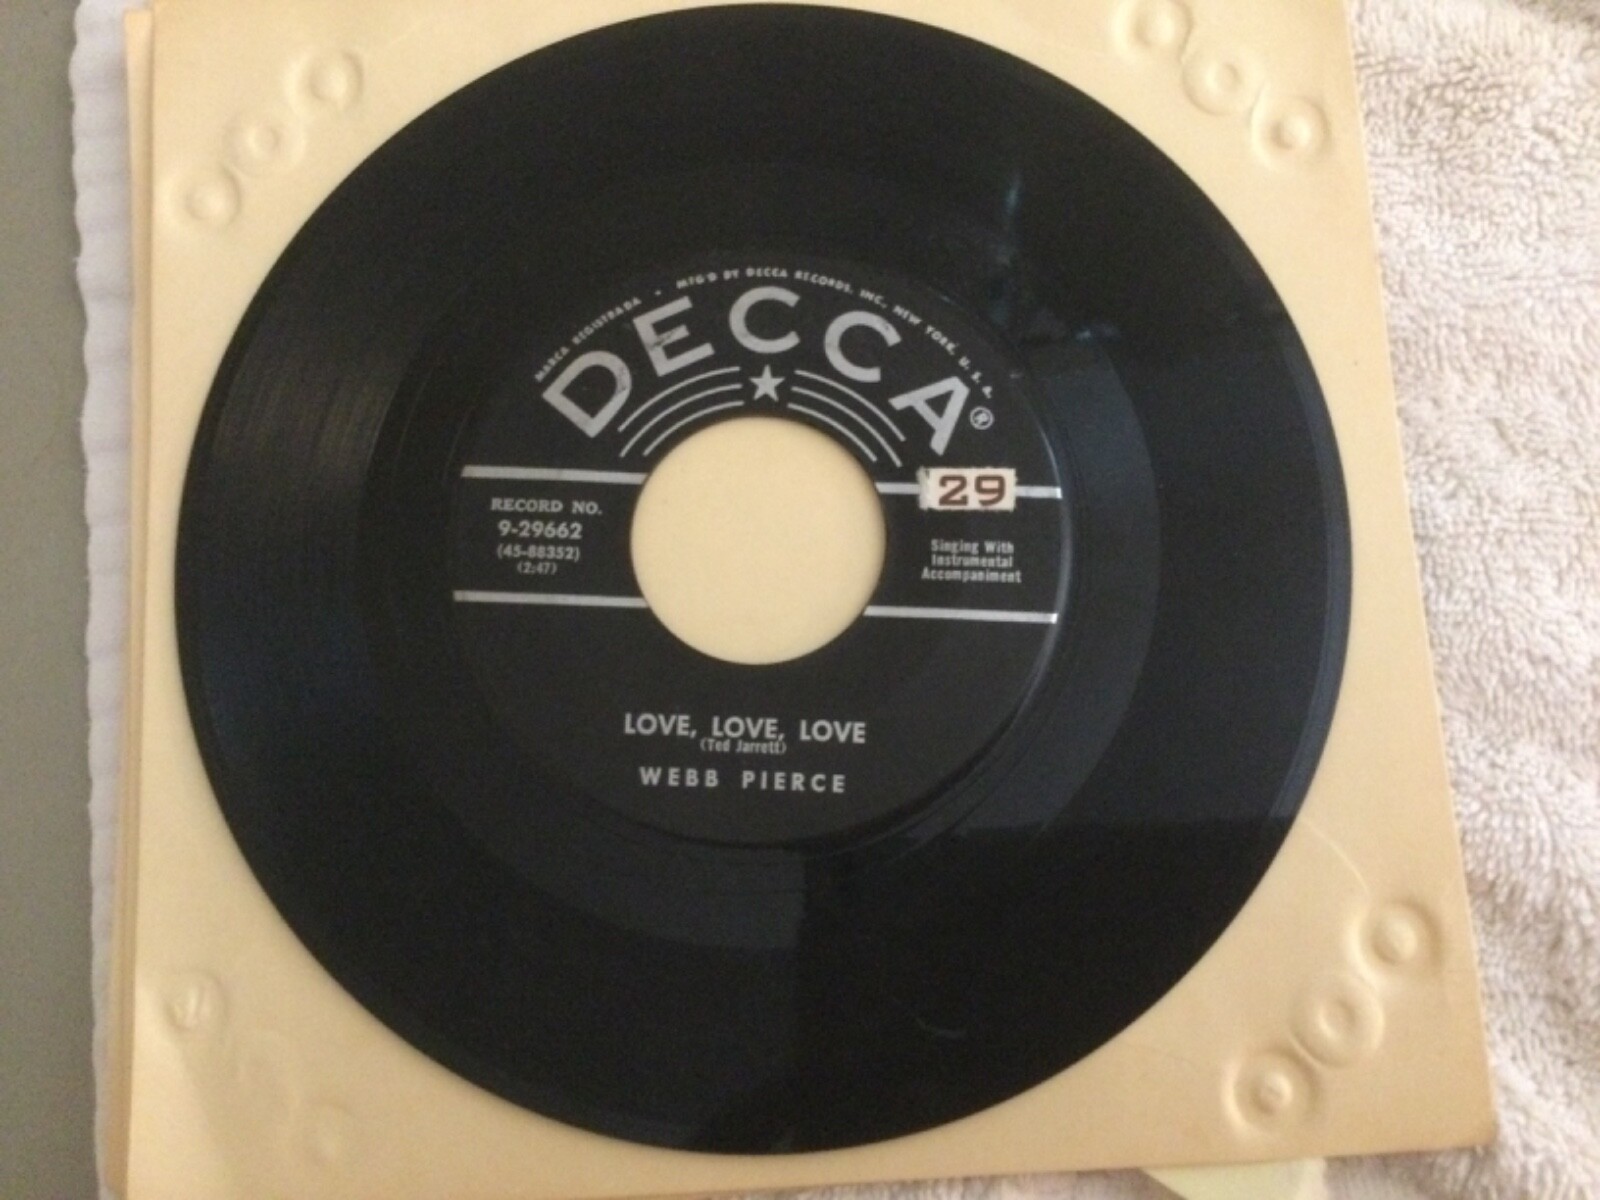 MARCA REGISTRADA • MFG'D BY DECCA RECORDS, INC., NEW YORK, U. S. A.
DECCA®
29
RECORD NO.
9-29662
(45-88352)
(2:47)
Singing With
Instrumental
Accompaniment
LOVE, LOVE, LOVE
(Ted Jarrett)
WEBB PIERCE